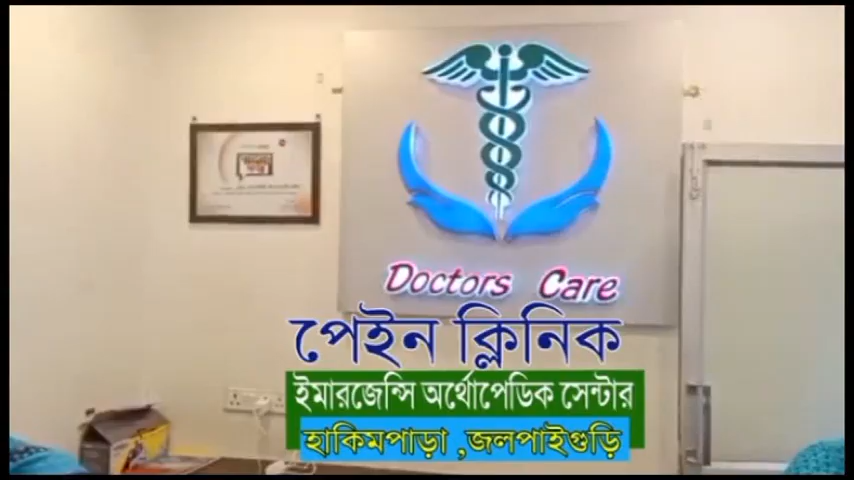 Doctors Care
পেইন ক্লিনিক
ইমারজেন্সি অর্থোপেডিক সেন্টার
হাকিমপাড়া ,জলপাইগুড়ি